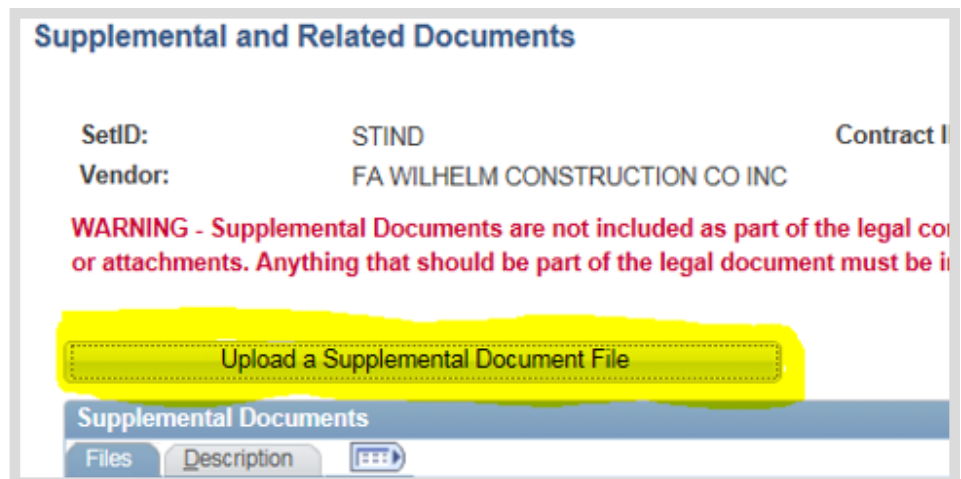 Supplemental and Related Documents
SetID: STIND Contract I
Vendor: FA WILHELM CONSTRUCTION CO INC
WARNING - Supplemental Documents are not included as part of the legal co
or attachments. Anything that should be part of the legal document must be i
Upload a Supplemental Document File
Supplemental Documents
Files Description